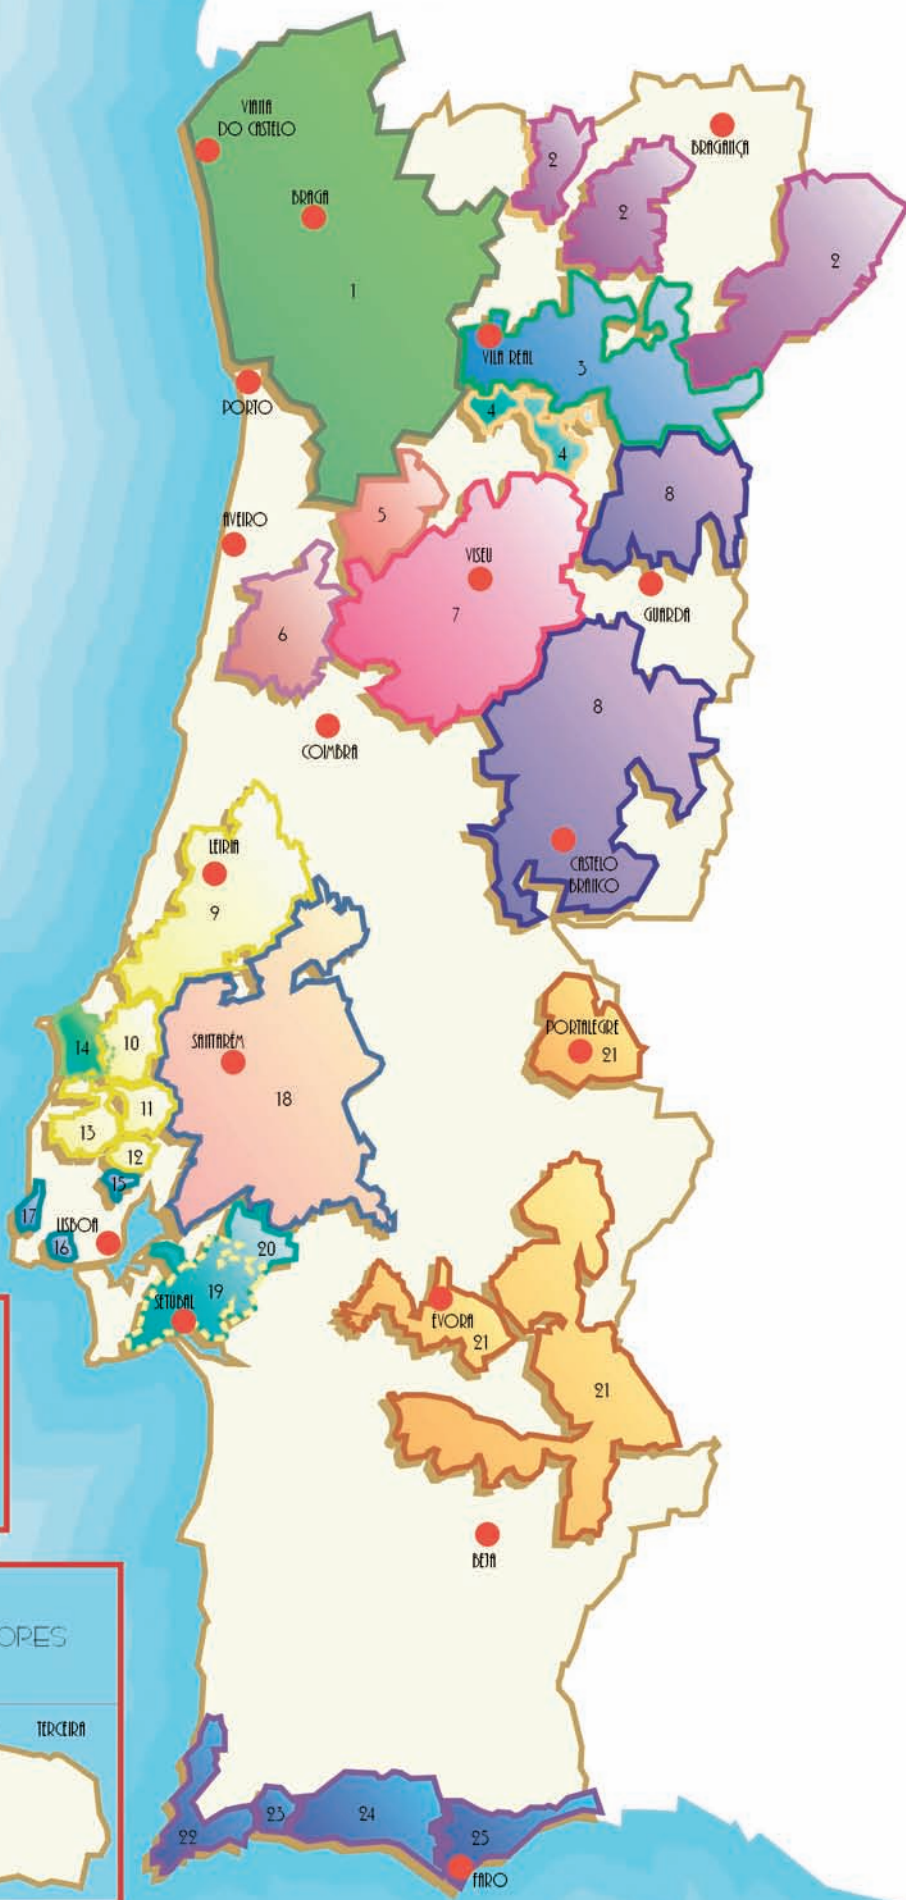 VIANA
DO CASTELO
BRAGANÇA
2
BRAGA
2
2
1
VILA REAL
3
PORTO
4
4
8
5
AVEIRO
VISEU
7
GUARDA
6
8
COIMBRA
LEIRIA
CASTELO
BRANCO
9
PORTALEGRE
21
SANTARÉM
14
10
18
11
13
12
15
17
LISBOA
16
20
19
SETUBAL
EVORA
21
21
BEJA
ORES
TERCEIRA
22
23
24
25
FARO